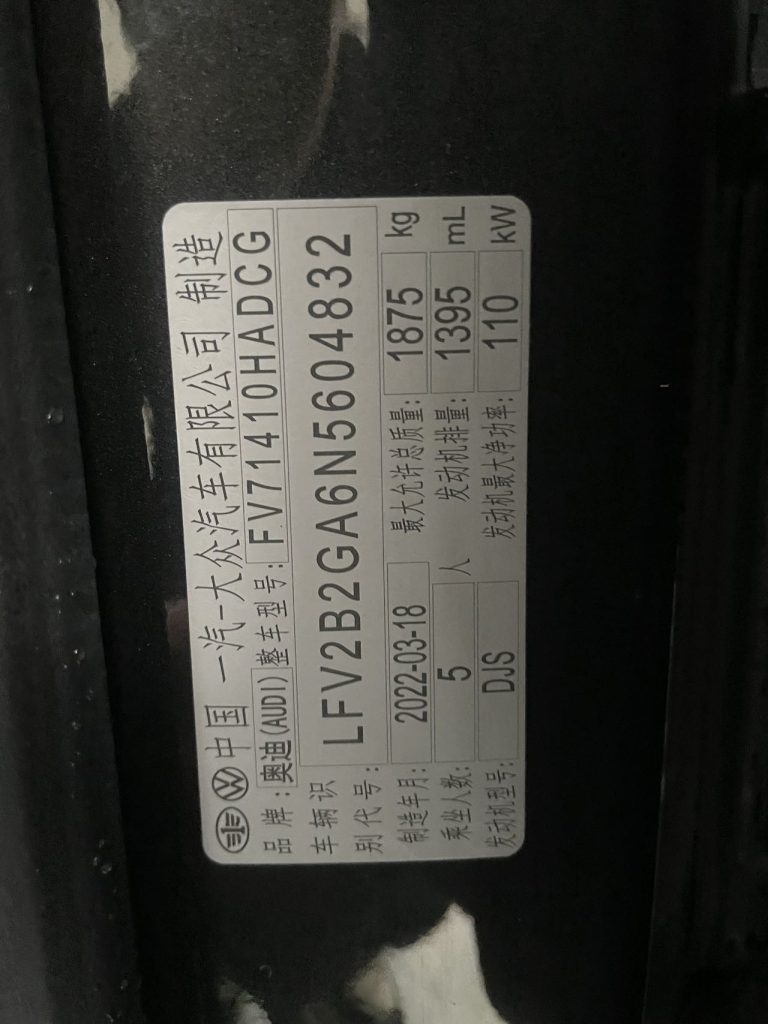 中国 一汽-大众汽车有限公司 制造
品牌:奥迪(AUDI) 整车型号:FV71410HADCG
车辆识
别代号: LFV2B2GA6N5604832
制造年月: 2022-03-18 最大允许总质量: 1875 kg
乘坐人数: 5 人 发动机排量: 1395 mL
发动机型号: DJS 发动机最大净功率: 110 kW